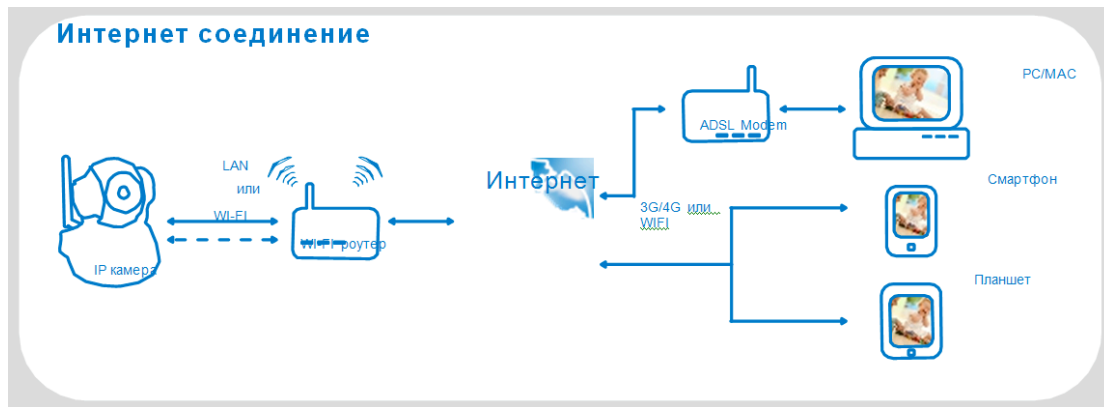 Интернет соединение
PC/MAC
ADSL Modem
LAN
или
WI-FI
Интернет
Смартфон
3G/4G или
WIFI
WI-FI роутер
IP камера
Планшет